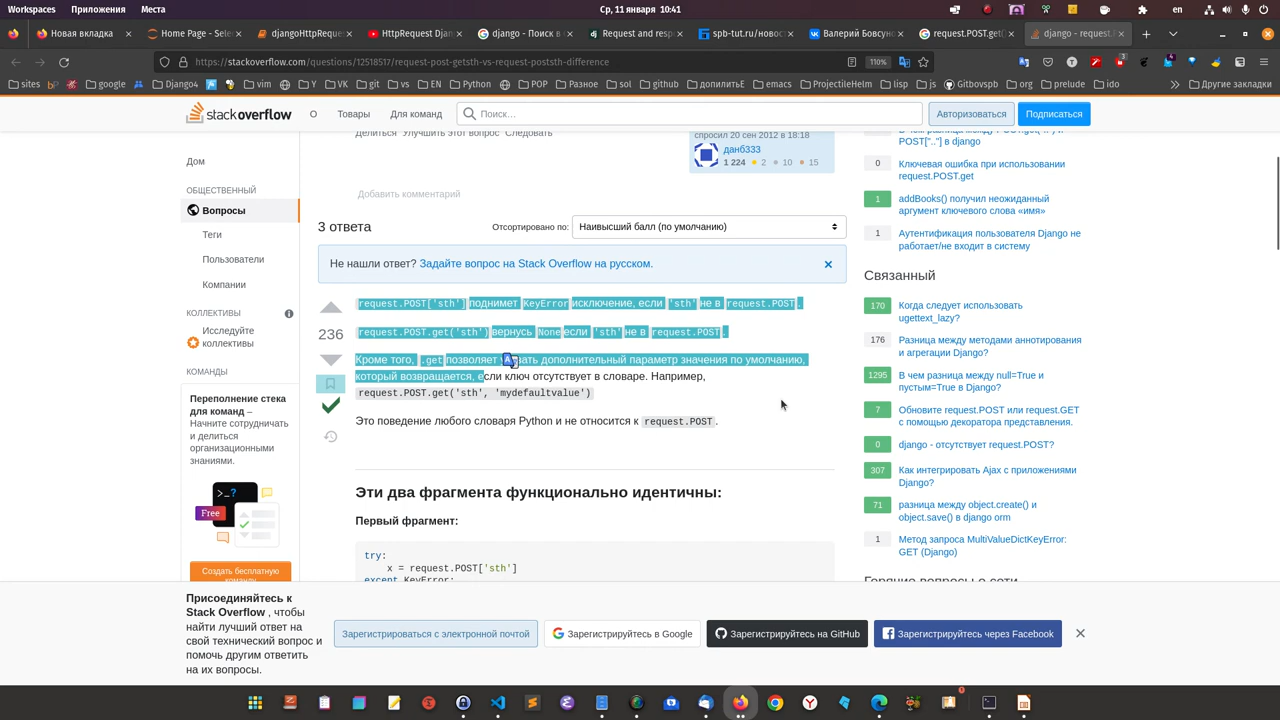 Workspaces Приложения Места Ср, 11 января 10:41 en
Новая вкладка Home Page - Sele djangoHttpReques HttpRequest Djan django - Поиск в Request and resp spb-tut.ru/новос Валерий Бовсуно request.POST.get() django - request.P
https://stackoverflow.com/questions/12518517/request-post-getsth-vs-request-poststh-difference 110%
sites google Django4 VK vs EN Python POP Разное sol github допилитьЕ emacs ProjectileHelm lisp js Gitbovspb org prelude ido Другие закладки
stackoverflow О Товары Для команд Поиск… Авторизоваться Подписаться
Делиться Улучшить этот вопрос Следовать
спросил 20 сен 2012 в 18:18
данб333
1 224 2 10 15
Добавить комментарий
Дом
ОБЩЕСТВЕННЫЙ
Вопросы
Теги
Пользователи
Компании
КОЛЛЕКТИВЫ
Исследуйте
коллективы
КОМАНДЫ
Переполнение стека
для команд –
Начните сотрудничать
и делиться
организационными
знаниями.
>_?
Free
Создать бесплатную
команду
3 ответа Отсортировано по: Наивысший балл (по умолчанию)
Не нашли ответ? Задайте вопрос на Stack Overflow на русском.
236
request.POST['sth'] поднимет KeyError исключение, если 'sth' не в request.POST.
request.POST.get('sth') вернусь None если 'sth' не в request.POST.
Кроме того, .get позволяет дополнительный параметр значения по умолчанию,
который возвращается, если ключ отсутствует в словаре. Например,
request.POST.get('sth', 'mydefaultvalue')
Это поведение любого словаря Python и не относится к request.POST.
Эти два фрагмента функционально идентичны:
Первый фрагмент:
try:
x = request.POST['sth']
except KeyError:
POST[".."] в django
0 Ключевая ошибка при использовании
request.POST.get
1 addBooks() получил неожиданный
аргумент ключевого слова «имя»
1 Аутентификация пользователя Django не
работает/не входит в систему
Связанный
170 Когда следует использовать
ugettext_lazy?
176 Разница между методами аннотирования
и агрегации Django?
1295 В чем разница между null=True и
пустым=True в Django?
7 Обновите request.POST или request.GET
с помощью декоратора представления.
0 django - отсутствует request.POST?
307 Как интегрировать Ajax с приложениями
Django?
71 разница между object.create() и
object.save() в django orm
1 Метод запроса MultiValueDictKeyError:
GET (Django)
Горячие вопросы о сети
Присоединяйтесь к
Stack Overflow , чтобы
найти лучший ответ на
свой технический вопрос и
помочь другим ответить
на их вопросы.
Зарегистрироваться с электронной почтой Зарегистрируйтесь в Google Зарегистрируйтесь на GitHub Зарегистрируйтесь через Facebook